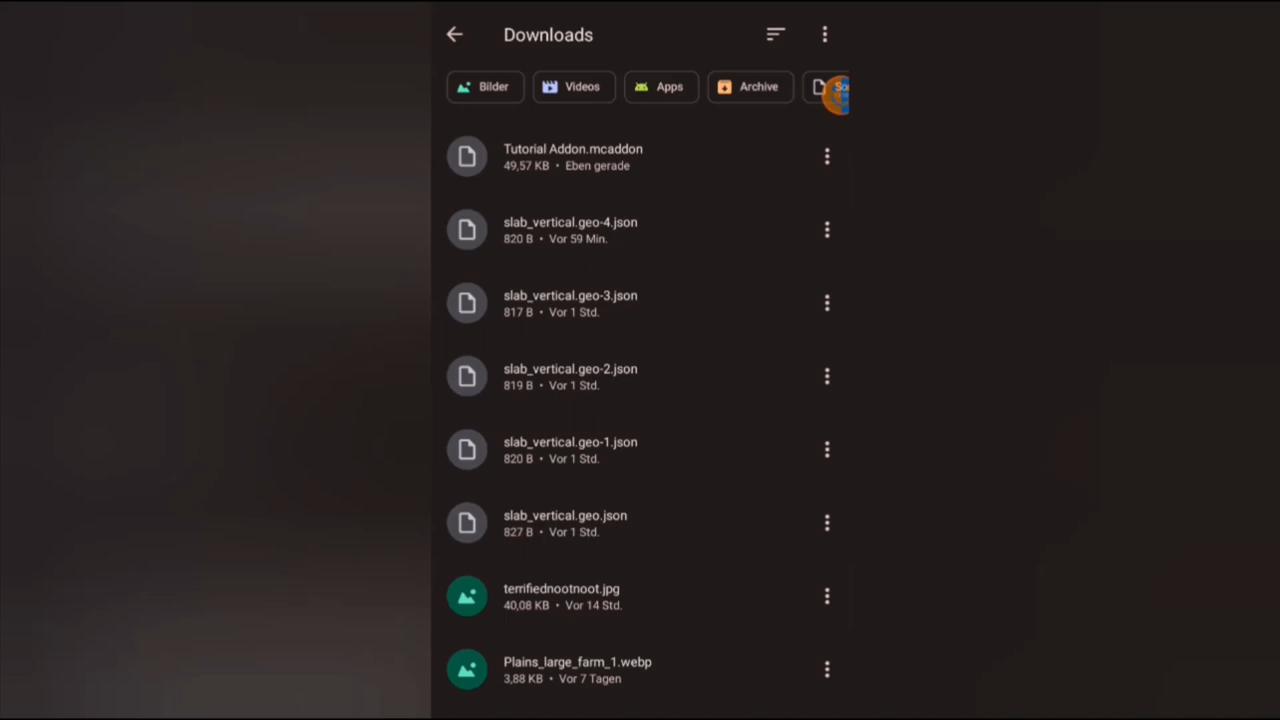 Downloads
Bilder
Videos
Apps
Archive
Tutorial Addon.mcaddon
49,57 KB • Eben gerade
slab_vertical.geo-4.json
820 B • Vor 59 Min.
slab_vertical.geo-3.json
817 B • Vor 1 Std.
slab_vertical.geo-2.json
819 B • Vor 1 Std.
slab_vertical.geo-1.json
820 B • Vor 1 Std.
slab_vertical.geo.json
827 B • Vor 1 Std.
terrifiednootnoot.jpg
40,08 KB • Vor 14 Std.
Plains_large_farm_1.webp
3,88 KB • Vor 7 Tagen